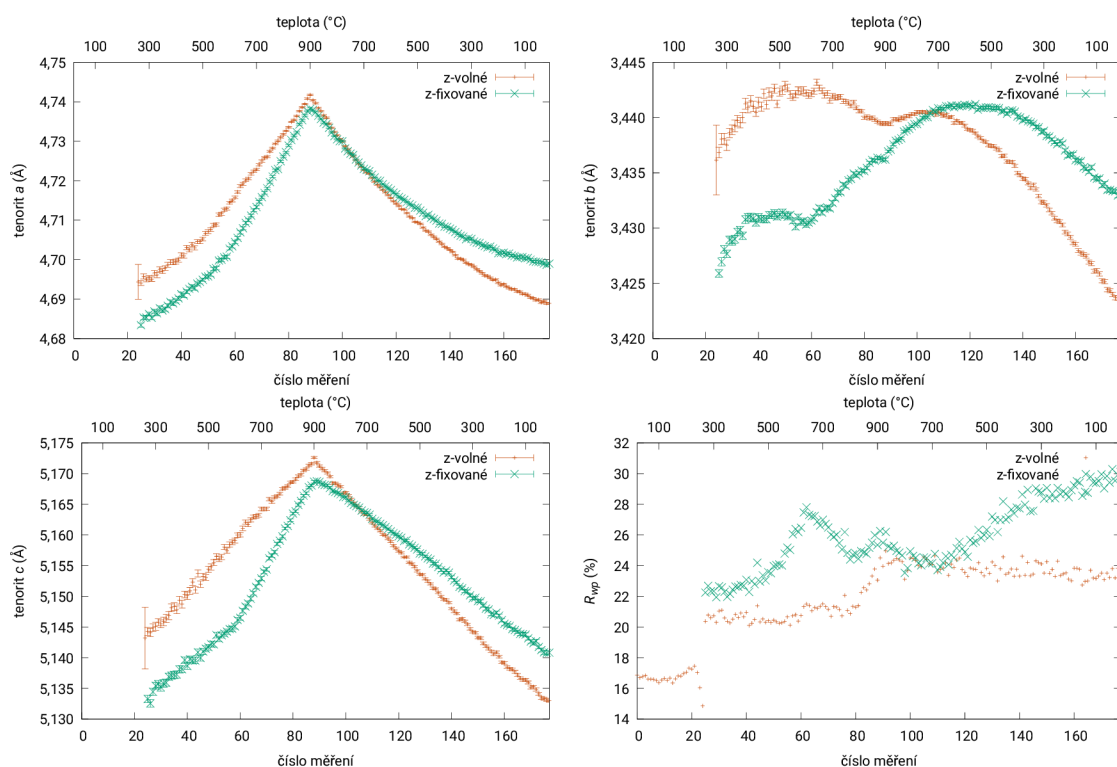 teplota (°C)
100 300 500 700 900 700 500 300 100
4,75
4,74
4,73
4,72
4,71
4,70
4,69
4,68
tenorit a (Å)
z-volné
z-fixované
0 20 40 60 80 100 120 140 160
číslo měření
teplota (°C)
100 300 500 700 900 700 500 300 100
3,445
3,440
3,435
3,430
3,425
3,420
tenorit b (Å)
z-volné
z-fixované
0 20 40 60 80 100 120 140 160
číslo měření
teplota (°C)
100 300 500 700 900 700 500 300 100
5,175
5,170
5,165
5,160
5,155
5,150
5,145
5,140
5,135
5,130
tenorit c (Å)
z-volné
z-fixované
0 20 40 60 80 100 120 140 160
číslo měření
teplota (°C)
100 300 500 700 900 700 500 300 100
32
30
28
26
24
22
20
18
16
14
Rwp (%)
z-volné
z-fixované
0 20 40 60 80 100 120 140 160
číslo měření